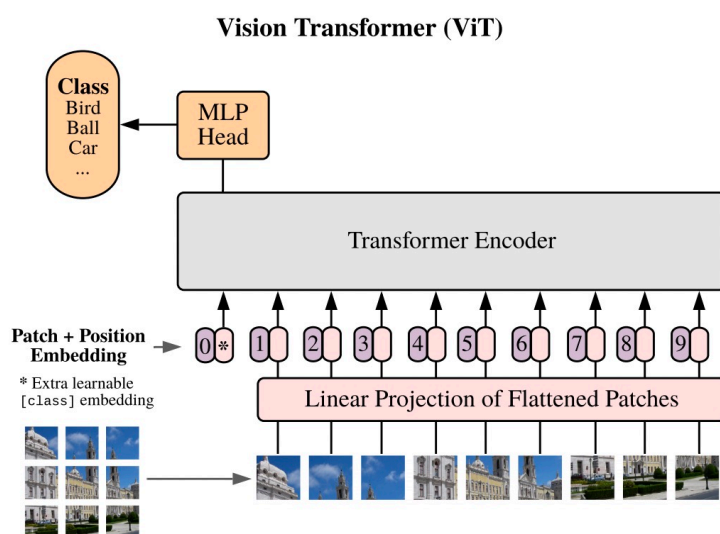 Vision Transformer (ViT)
Class
Bird
Ball
Car
...
MLP
Head
Transformer Encoder
Patch + Position
Embedding
0 * 1 2 3 4 5 6 7 8 9
* Extra learnable
[class] embedding
Linear Projection of Flattened Patches